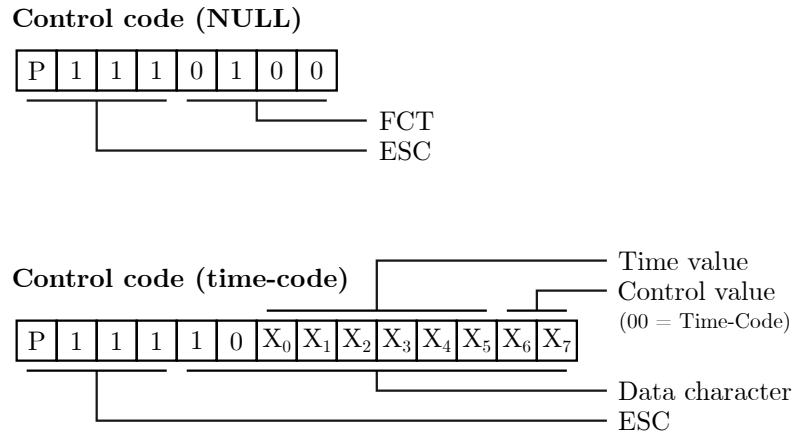 Control code (NULL)
P 1 1 1 0 1 0 0
FCT
ESC
Time value
Control code (time-code)
Control value
(00 = Time-Code)
P 1 1 1 1 0 X₀ X₁ X₂ X₃ X₄ X₅ X₆ X₇
Data character
ESC